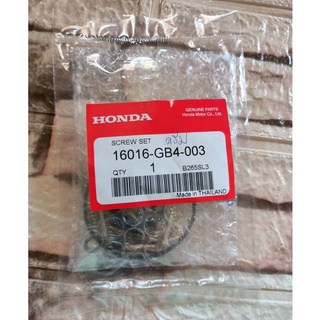 HONDA
GENUINE PARTS
Honda Motor Co., Ltd.
SCREW SET
16016-GB4-003
QTY 1 B265SL3
Made in THAILAND